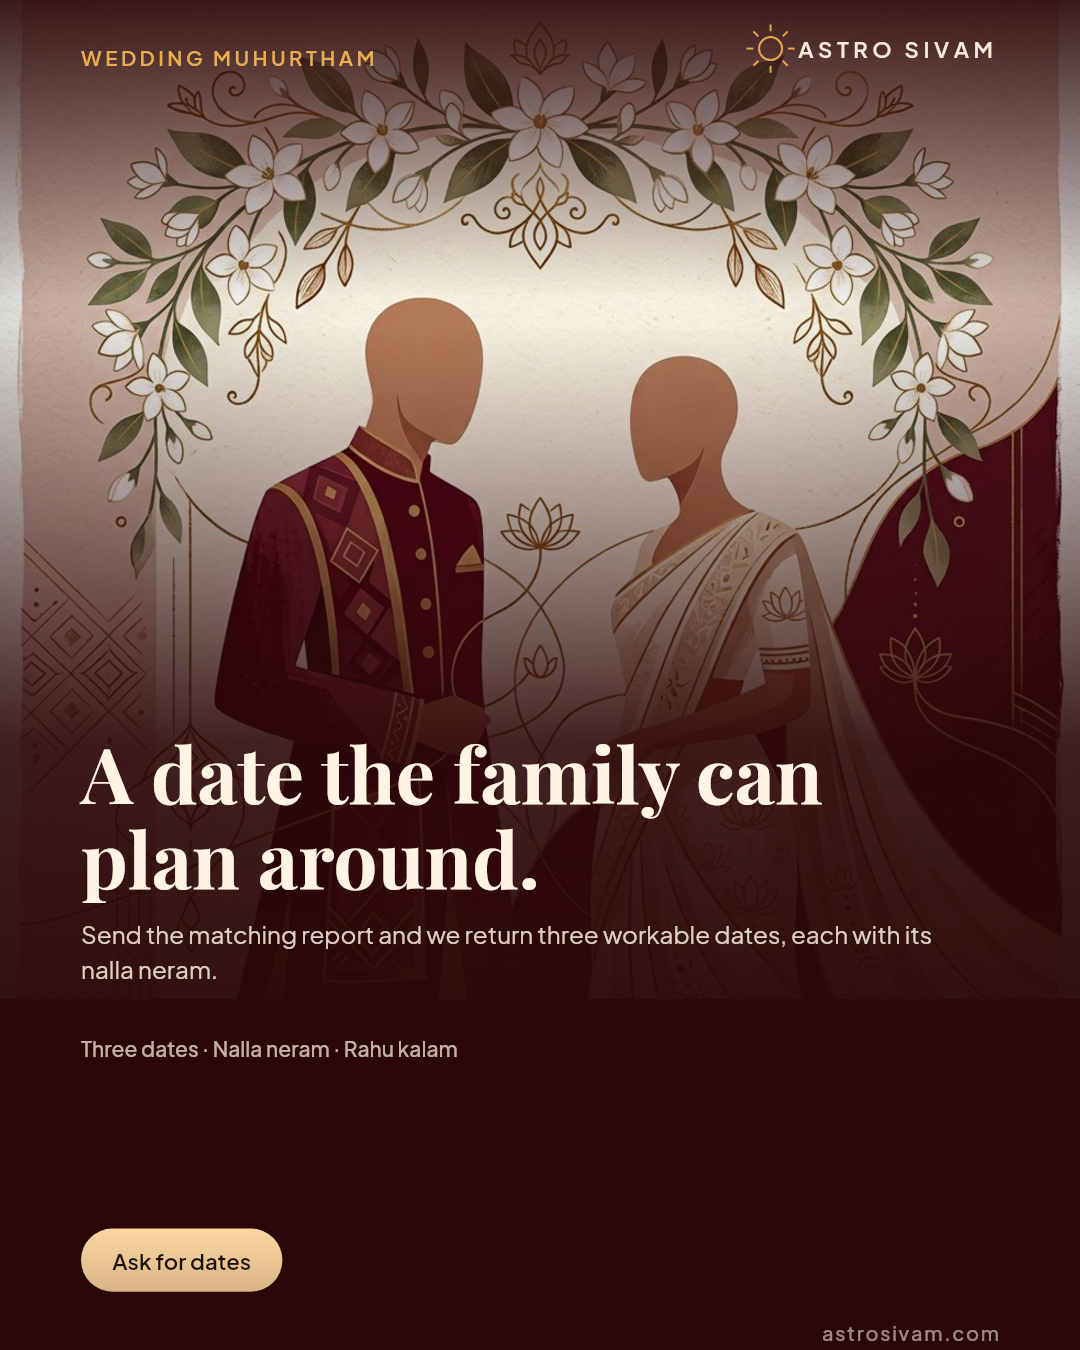 WEDDING MUHURTHAM
ASTRO SIVAM
A date the family can
plan around.
Send the matching report and we return three workable dates, each with its
nalla neram.
Three dates · Nalla neram · Rahu kalam
Ask for dates
astrosivam.com